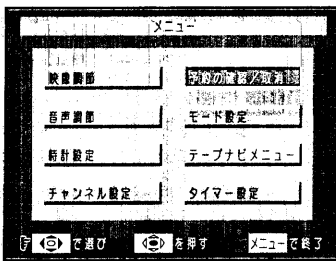 メニュー
映像調節
予約の確認/取消
音声調節
モード設定
時計設定
テープナビメニュー
チャンネル設定
タイマー設定
で選び を押す メニューで終了